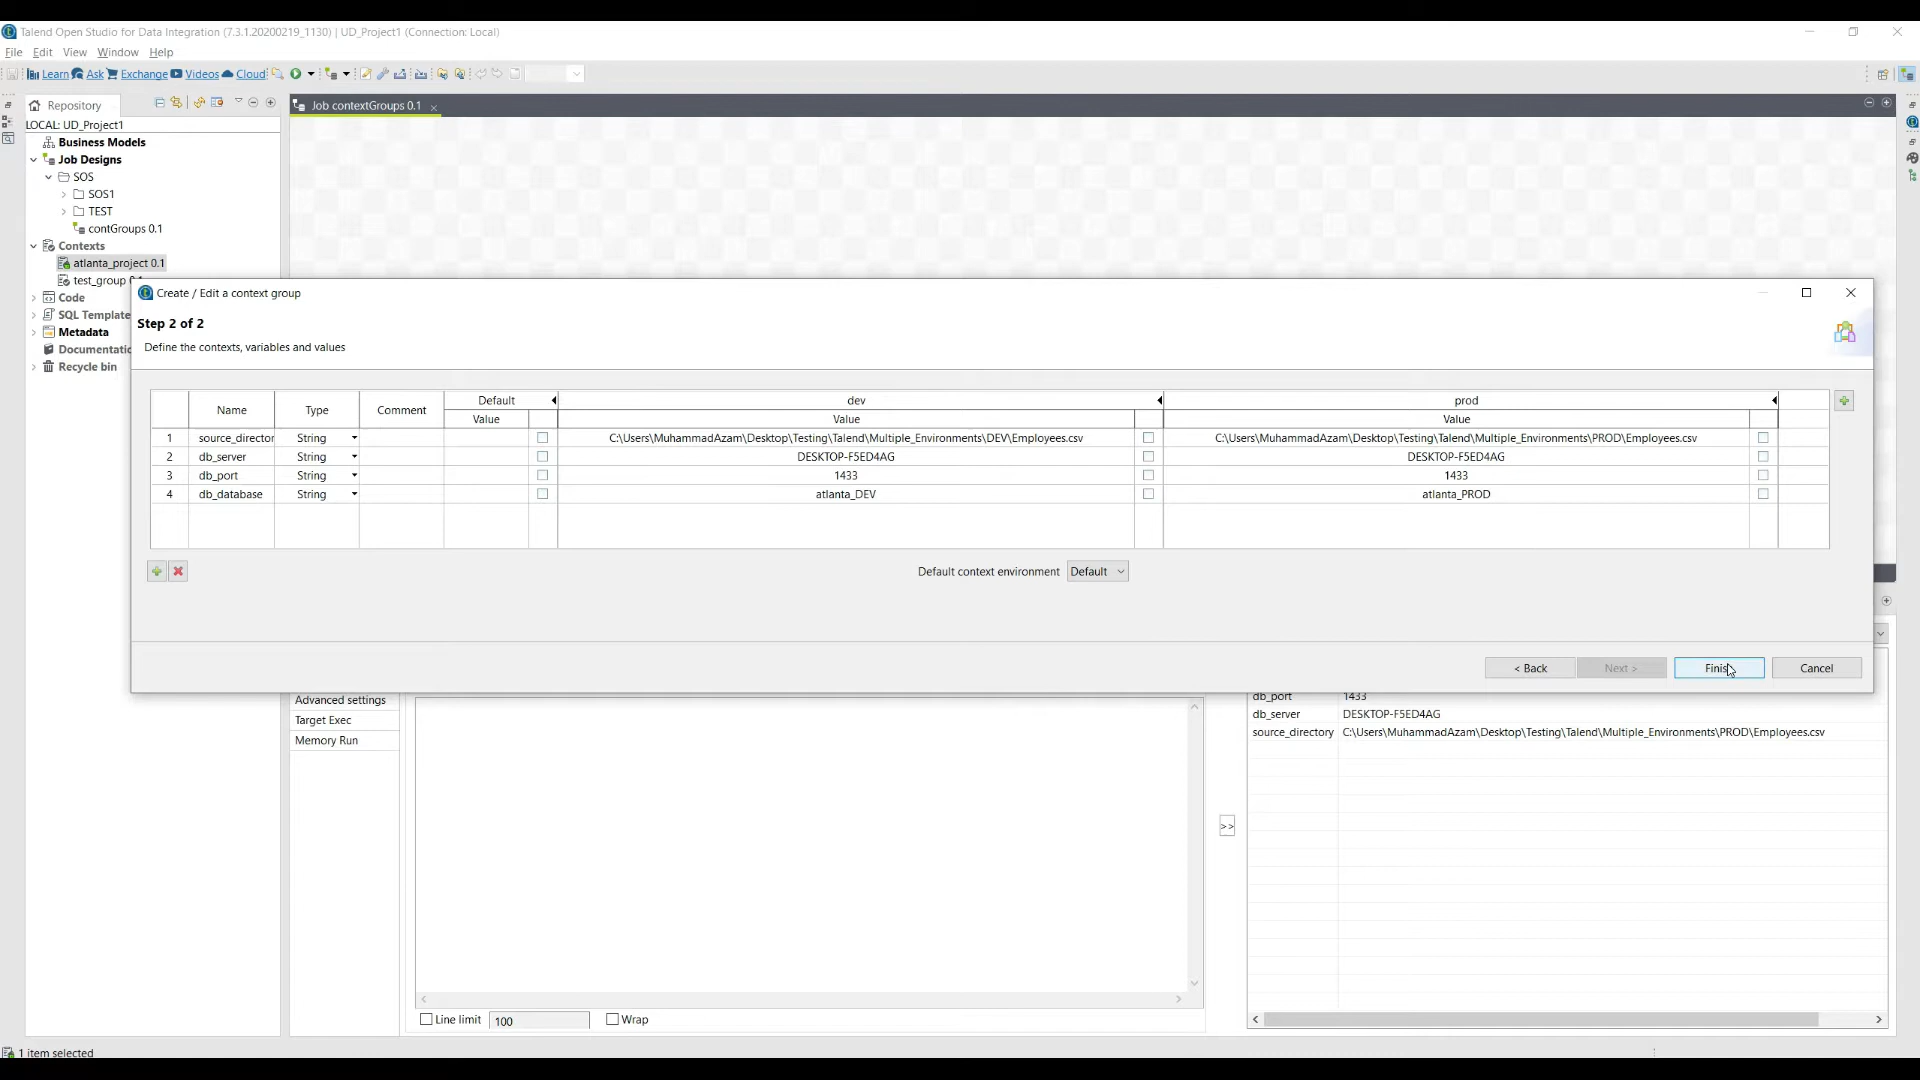 Talend Open Studio for Data Integration (7.3.1.20200219_1130) | UD_Project1 (Connection: Local)
File Edit View Window Help
Learn Ask Exchange Videos Cloud
Repository
Job contextGroups 0.1
LOCAL: UD_Project1
Business Models
Job Designs
SOS
SOS1
TEST
contGroups 0.1
Contexts
atlanta_project 0.1
test_group
Code
SQL Template
Metadata
Documentatio
Recycle bin
Create / Edit a context group
Step 2 of 2
Define the contexts, variables and values
Name Type Comment Default dev prod
Value Value Value
1 source_director String C:\Users\MuhammadAzam\Desktop\Testing\Talend\Multiple_Environments\DEV\Employees.csv C:\Users\MuhammadAzam\Desktop\Testing\Talend\Multiple_Environments\PROD\Employees.csv
2 db_server String DESKTOP-F5ED4AG DESKTOP-F5ED4AG
3 db_port String 1433 1433
4 db_database String atlanta_DEV atlanta_PROD
Default context environment Default
< Back Next > Finis Cancel
Advanced settings
Target Exec
Memory Run
db_port 1433
db_server DESKTOP-F5ED4AG
source_directory C:\Users\MuhammadAzam\Desktop\Testing\Talend\Multiple_Environments\PROD\Employees.csv
>>
Line limit 100 Wrap
1 item selected